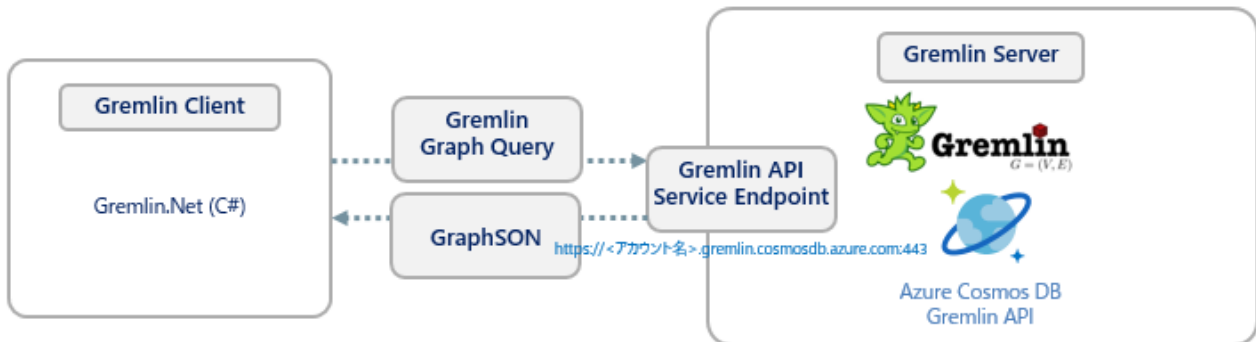 Gremlin Client
Gremlin.Net (C#)
Gremlin
Graph Query
GraphSON
Gremlin API
Service Endpoint
https://<アカウント名>.gremlin.cosmosdb.azure.com:443
Gremlin Server
Gremlin
G = (V, E)
Azure Cosmos DB
Gremlin API